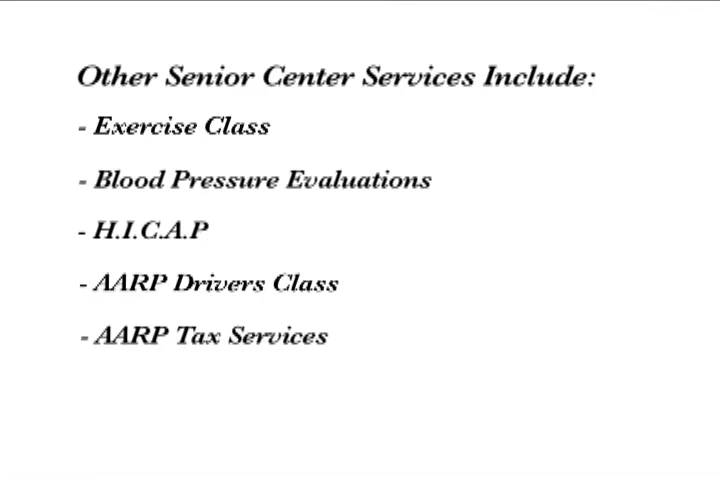 Other Senior Center Services Include:
- Exercise Class
- Blood Pressure Evaluations
- H.I.C.A.P
- AARP Drivers Class
- AARP Tax Services